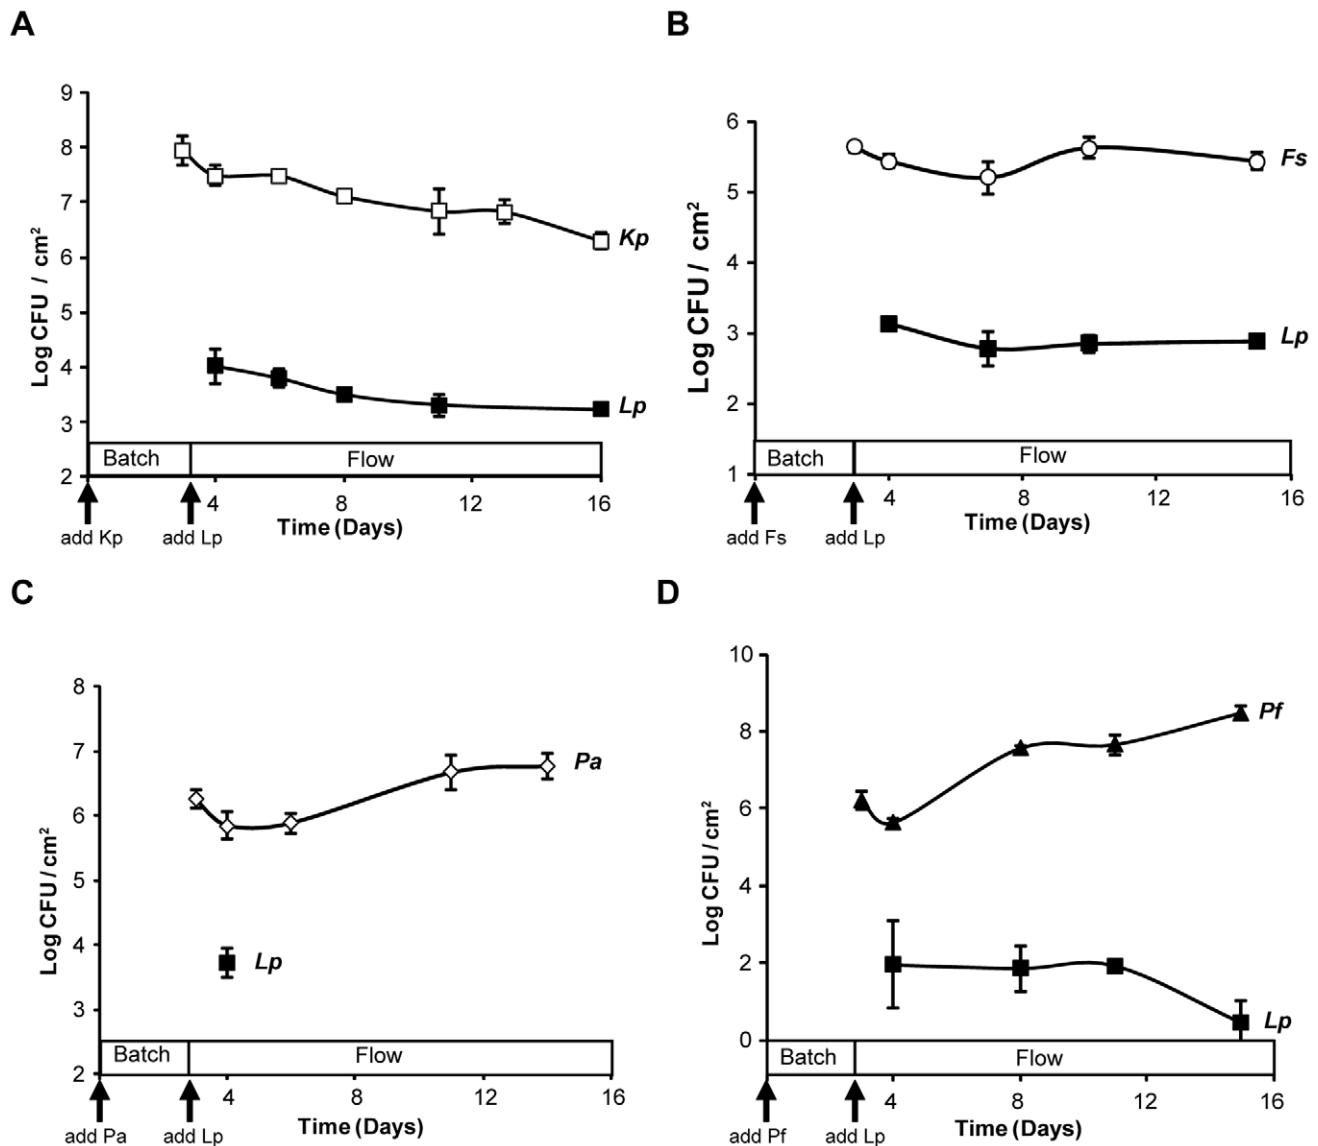 A
9
8
7
6
5
4
3
2
Log CFU / cm²
Kp
Lp
Batch
Flow
4
8
12
16
Time (Days)
add Kp
add Lp
B
6
5
4
3
2
1
Log CFU / cm²
Fs
Lp
Batch
Flow
4
8
12
16
Time (Days)
add Fs
add Lp
C
8
7
6
5
4
3
2
Log CFU / cm²
Pa
Lp
Batch
Flow
4
8
12
16
Time (Days)
add Pa
add Lp
D
10
8
6
4
2
0
Log CFU / cm²
Pf
Lp
Batch
Flow
4
8
12
16
Time (Days)
add Pf
add Lp